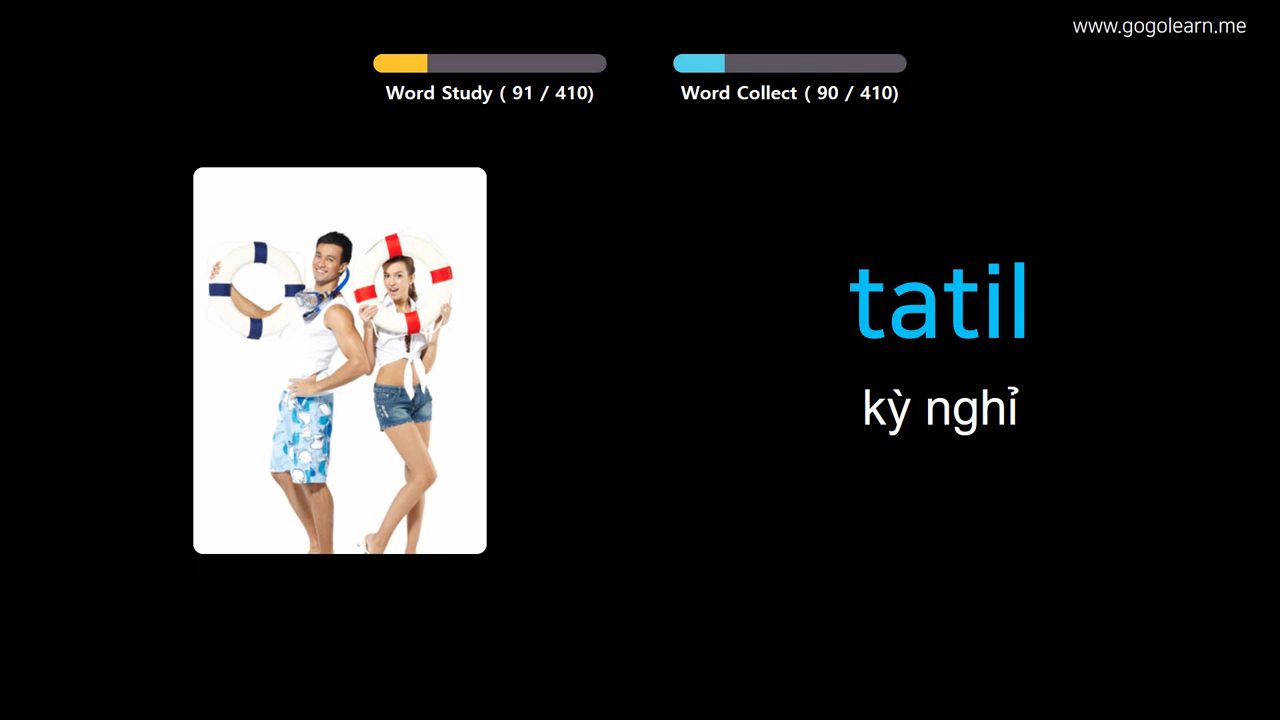 www.gogolearn.me
Word Study ( 91 / 410)
Word Collect ( 90 / 410)
tatil
kỳ nghỉ